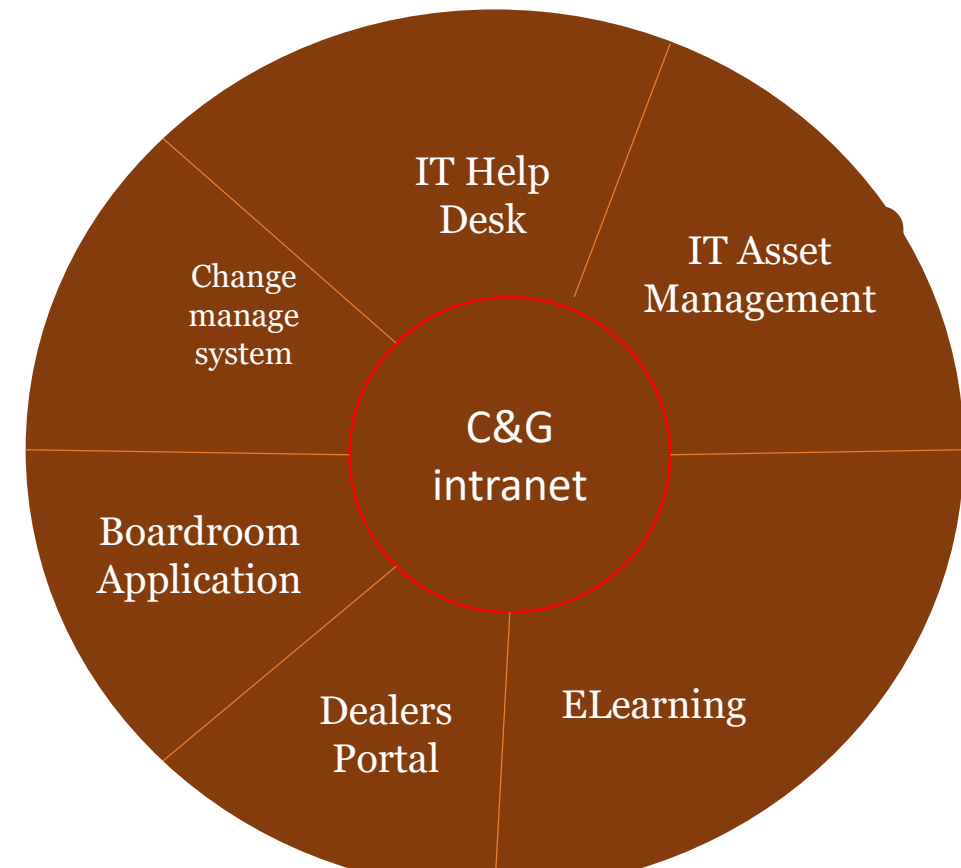 IT Help
Desk
IT Asset
Management
Change
manage
system
C&G
intranet
Boardroom
Application
Dealers
Portal
ELearning